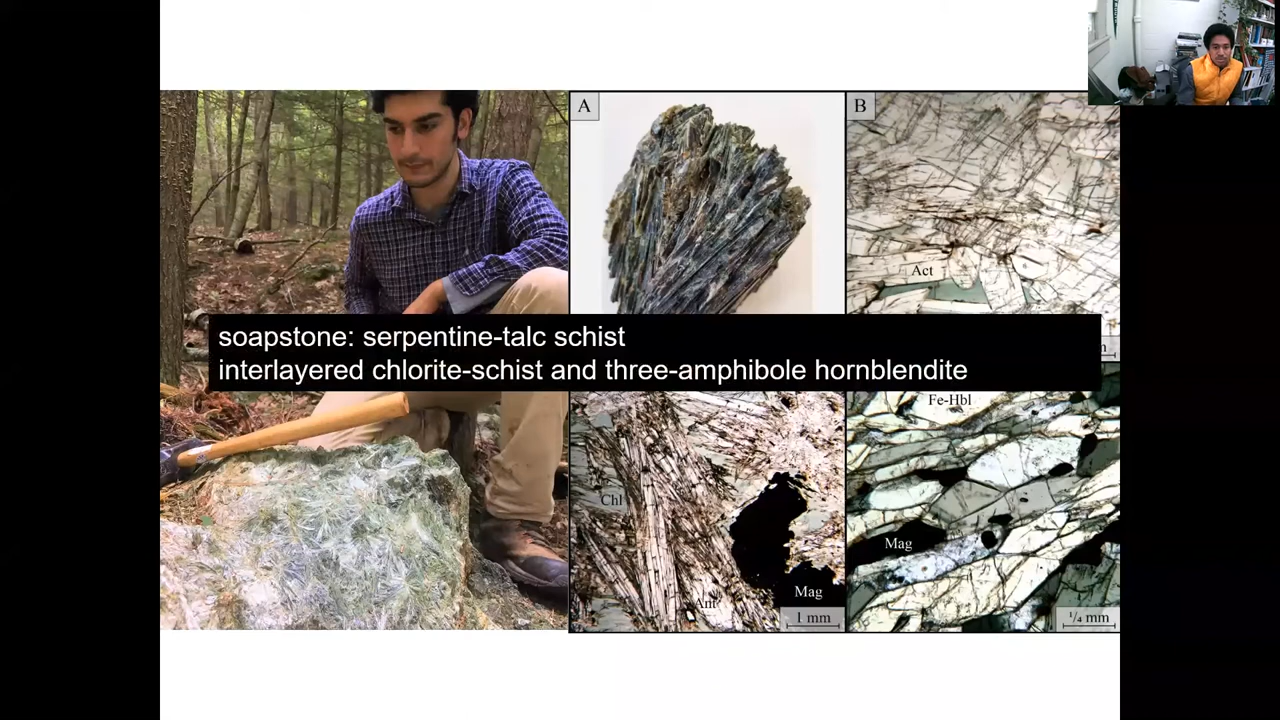 A
B
Act
soapstone: serpentine-talc schist
interlayered chlorite-schist and three-amphibole hornblendite
Fe-Hbl
Chl
Mag
Mag
Ant
1 mm
¼ mm